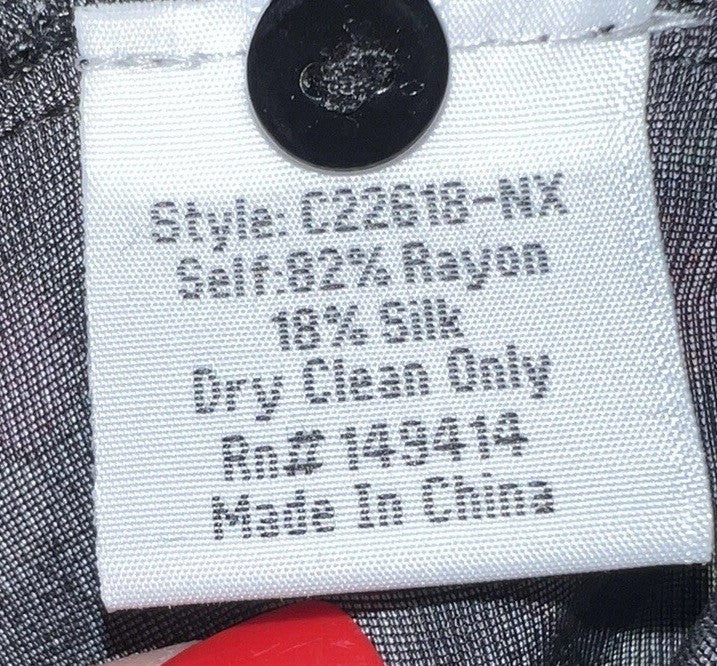 Style: C22618-NX
Self:82% Rayon
18% Silk
Dry Clean Only
Rn# 149414
Made In China